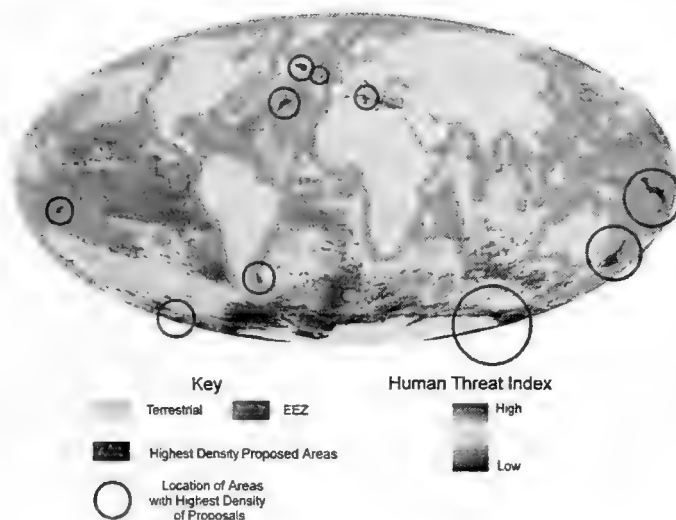 Key
Terrestrial
EEZ
Highest Density Proposed Areas
Location of Areas
with Highest Density
of Proposals
Human Threat Index
High
Low